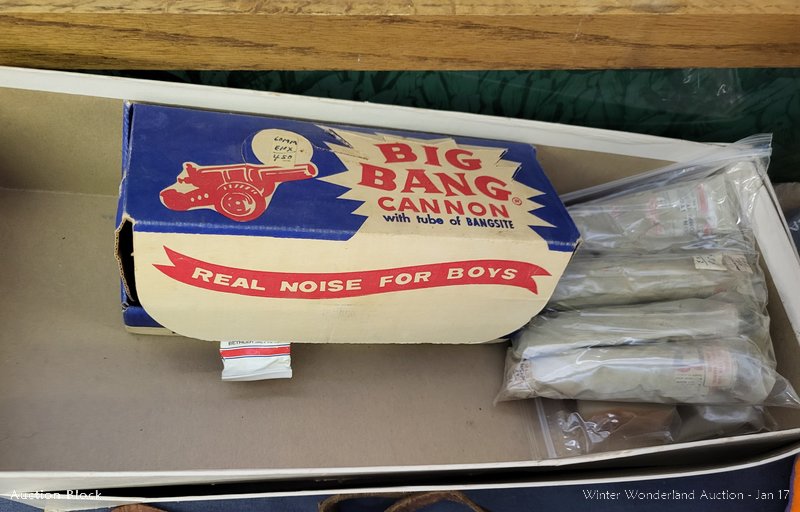 BIG
BANG®
CANNON
with tube of BANGSITE
REAL NOISE FOR BOYS
Auction Block
Winter Wonderland Auction - Jan 17